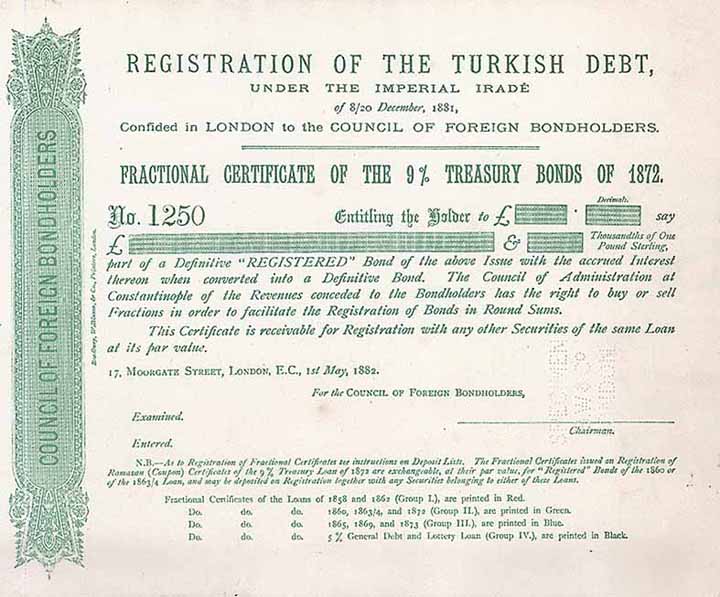 REGISTRATION OF THE TURKISH DEBT,
UNDER THE IMPERIAL IRADÉ
of 8/20 December, 1881,
Confided in LONDON to the COUNCIL OF FOREIGN BONDHOLDERS.
FRACTIONAL CERTIFICATE OF THE 9% TREASURY BONDS OF 1872.
Decimals.
No. 1250 Entitling the Holder to £ . say
£ & Thousandths of One Pound Sterling,
part of a Definitive "REGISTERED" Bond of the above Issue with the accrued Interest
thereon when converted into a Definitive Bond. The Council of Administration at
Constantinople of the Revenues conceded to the Bondholders has the right to buy or sell
Fractions in order to facilitate the Registration of Bonds in Round Sums.
This Certificate is receivable for Registration with any other Securities of the same Loan
at its par value.
17, MOORGATE STREET, LONDON, E.C., 1st May, 1882.
For the COUNCIL OF FOREIGN BONDHOLDERS,
Examined.
Chairman.
Entered.
N.B.—As to Registration of Fractional Certificates see instructions on Deposit Lists. The Fractional Certificates issued on Registration of
Ramazan (Coupon) Certificates of the 9% Treasury Loan of 1872 are exchangeable, at their par value, for "Registered" Bonds of the 1860 or
of the 1863/4 Loan, and may be deposited on Registration together with any Securities belonging to either of these Loans.
Fractional Certificates of the Loans of 1858 and 1862 (Group I.), are printed in Red.
Do. do. do. 1860, 1863/4, and 1872 (Group II.), are printed in Green.
Do. do. do. 1865, 1869, and 1873 (Group III.), are printed in Blue.
Do. do. do. 5% General Debt and Lottery Loan (Group IV.), are printed in Black.
COUNCIL OF FOREIGN BONDHOLDERS
& Co., Printers, London.